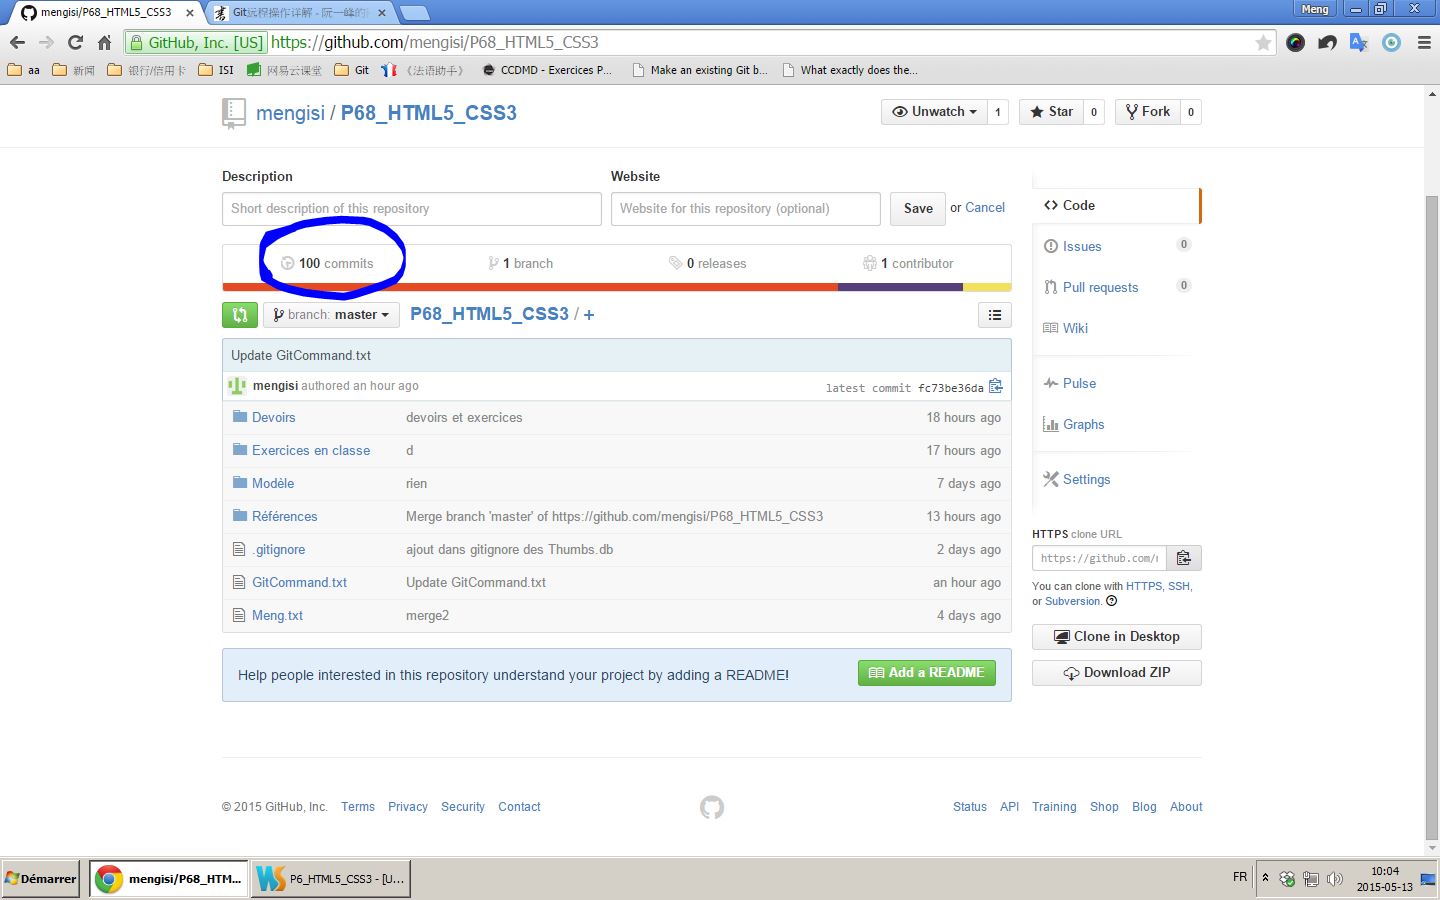 mengisi/P68_HTML5_CSS3
Git远程操作详解 - 阮一峰的
Meng
GitHub, Inc. [US] https://github.com/mengisi/P68_HTML5_CSS3
aa 新闻 银行/信用卡 ISI 网易云课堂 Git 《法语助手》 CCDMD - Exercices P... Make an existing Git b... What exactly does the...
mengisi / P68_HTML5_CSS3
Unwatch 1 Star 0 Fork 0
Description Website
Short description of this repository Website for this repository (optional) Save or Cancel
100 commits 1 branch 0 releases 1 contributor
branch: master P68_HTML5_CSS3 / +
Update GitCommand.txt
mengisi authored an hour ago latest commit fc73be36da
Devoirs devoirs et exercices 18 hours ago
Exercices en classe d 17 hours ago
Modèle rien 7 days ago
Références Merge branch 'master' of https://github.com/mengisi/P68_HTML5_CSS3 13 hours ago
.gitignore ajout dans gitignore des Thumbs.db 2 days ago
GitCommand.txt Update GitCommand.txt an hour ago
Meng.txt merge2 4 days ago
Help people interested in this repository understand your project by adding a README! Add a README
Code
Issues 0
Pull requests 0
Wiki
Pulse
Graphs
Settings
HTTPS clone URL
https://github.com/
You can clone with HTTPS, SSH,
or Subversion.
Clone in Desktop
Download ZIP
© 2015 GitHub, Inc. Terms Privacy Security Contact Status API Training Shop Blog About
Démarrer mengisi/P68_HTM... WS P6_HTML5_CSS3 - [U... FR 10:04
2015-05-13